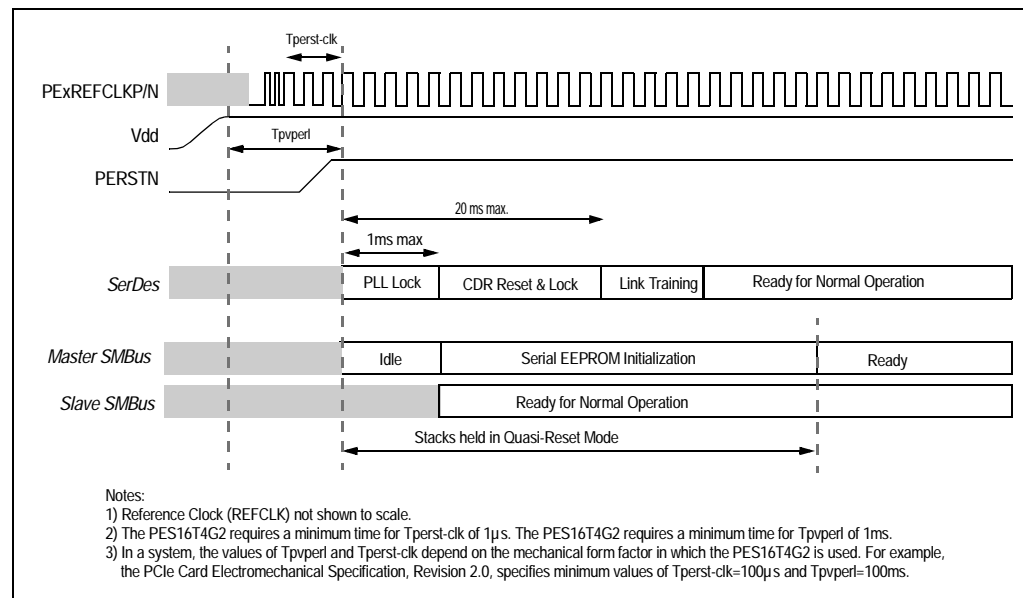 Tperst-clk
PExREFCLKP/N
Vdd
Tpvperl
PERSTN
20 ms max.
1ms max
SerDes
PLL Lock
CDR Reset & Lock
Link Training
Ready for Normal Operation
Master SMBus
Idle
Serial EEPROM Initialization
Ready
Slave SMBus
Ready for Normal Operation
Stacks held in Quasi-Reset Mode
Notes:
1) Reference Clock (REFCLK) not shown to scale.
2) The PES16T4G2 requires a minimum time for Tperst-clk of 1µs. The PES16T4G2 requires a minimum time for Tpvperl of 1ms.
3) In a system, the values of Tpvperl and Tperst-clk depend on the mechanical form factor in which the PES16T4G2 is used. For example,
the PCIe Card Electromechanical Specification, Revision 2.0, specifies minimum values of Tperst-clk=100µs and Tpvperl=100ms.